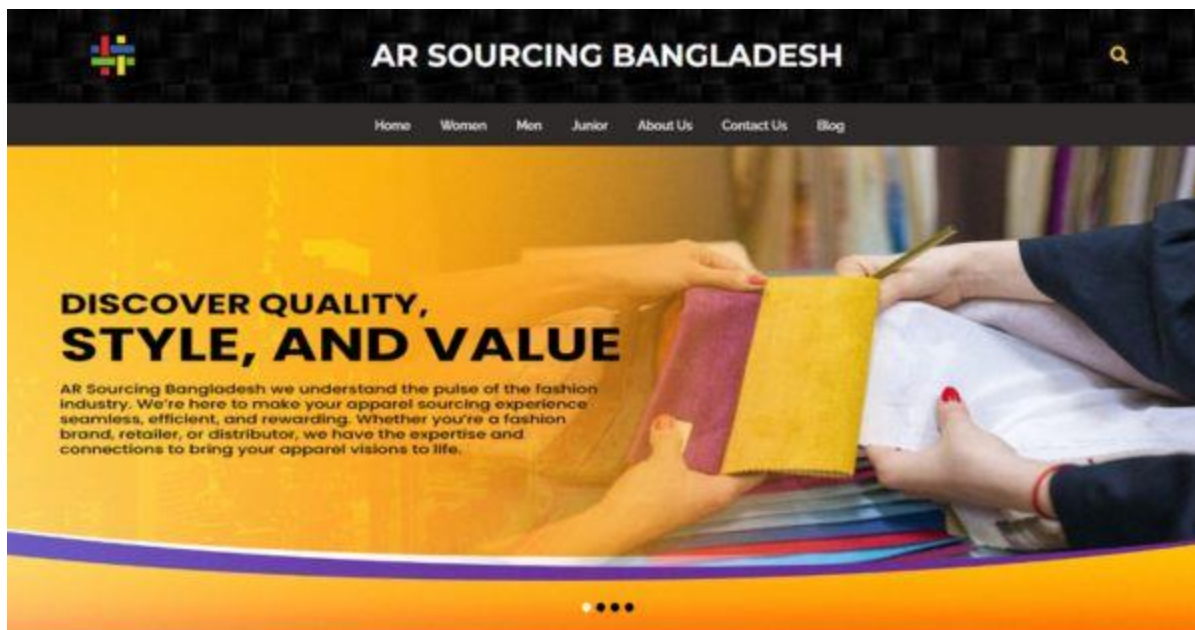 AR SOURCING BANGLADESH
Home Women Men Junior About Us Contact Us Blog
DISCOVER QUALITY,
STYLE, AND VALUE
AR Sourcing Bangladesh we understand the pulse of the fashion
industry. We're here to make your apparel sourcing experience
seamless, efficient, and rewarding. Whether you're a fashion
brand, retailer, or distributor, we have the expertise and
connections to bring your apparel visions to life.